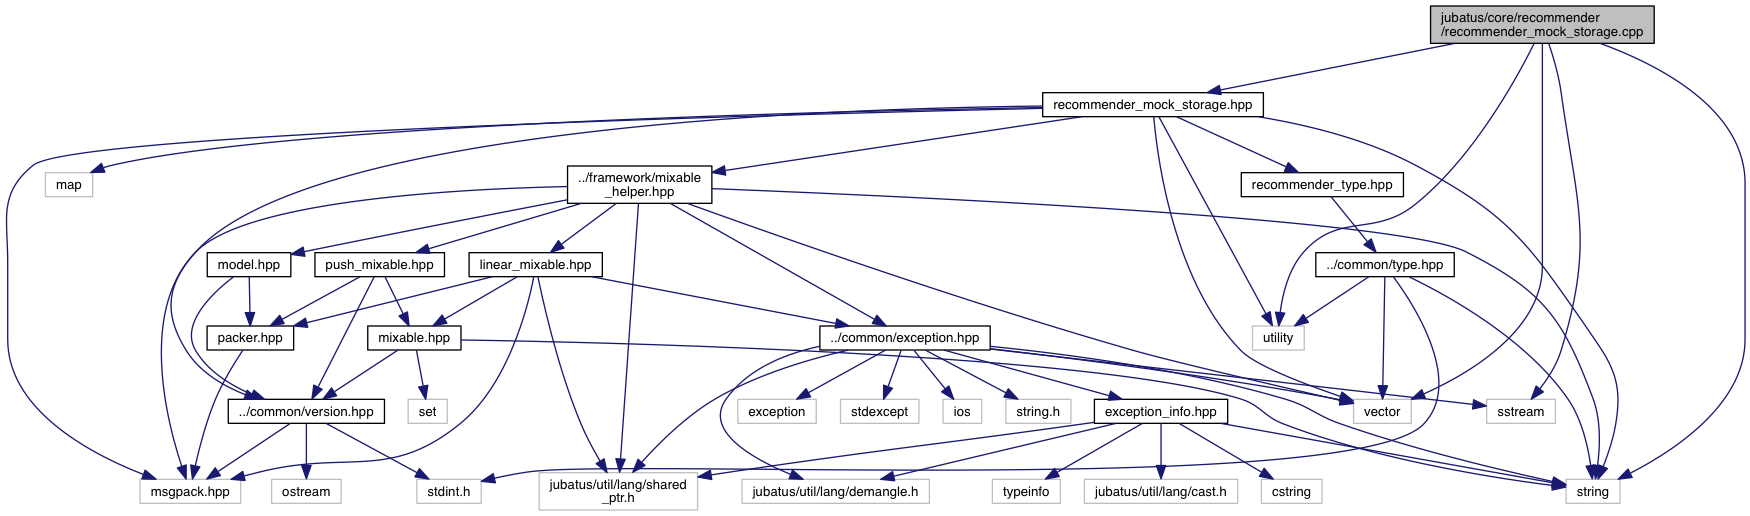 jubatus/core/recommender
/recommender_mock_storage.cpp
recommender_mock_storage.hpp
map
../framework/mixable
_helper.hpp
recommender_type.hpp
model.hpp
push_mixable.hpp
linear_mixable.hpp
../common/type.hpp
packer.hpp
mixable.hpp
../common/exception.hpp
utility
../common/version.hpp
set
exception
stdexcept
ios
string.h
exception_info.hpp
vector
sstream
msgpack.hpp
ostream
stdint.h
jubatus/util/lang/shared
_ptr.h
jubatus/util/lang/demangle.h
typeinfo
jubatus/util/lang/cast.h
cstring
string